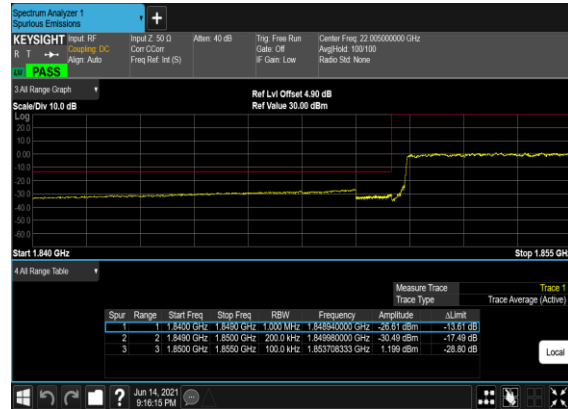 Spectrum Analyzer 1
Spurious Emissions
+
KEYSIGHT Input: RF Input Z: 50 Ω Atten: 40 dB Trig: Free Run Center Freq: 22.005000000 GHz
R T Coupling: DC Corr CCorr Gate: Off Avg|Hold: 100/100
Align: Auto Freq Ref: Int (S) IF Gain: Low Radio Std: None
LW PASS
3 All Range Graph
Ref Lvl Offset 4.90 dB
Scale/Div 10.0 dB Ref Value 30.00 dBm
Log
20.0
10.0
0.00
-10.0
-20.0
-30.0
-40.0
-50.0
-60.0
Start 1.840 GHz Stop 1.855 GHz
4 All Range Table
Measure Trace Trace 1
Trace Type Trace Average (Active)
Spur Range Start Freq Stop Freq RBW Frequency Amplitude ΔLimit
1 1 1.8400 GHz 1.8490 GHz 1.000 MHz 1.848940000 GHz -26.61 dBm -13.61 dB
2 2 1.8490 GHz 1.8500 GHz 200.0 kHz 1.849980000 GHz -30.49 dBm -17.49 dB
3 3 1.8500 GHz 1.8550 GHz 100.0 kHz 1.853708333 GHz 1.199 dBm -28.80 dB
Local
? Jun 14, 2021
9:16:15 PM